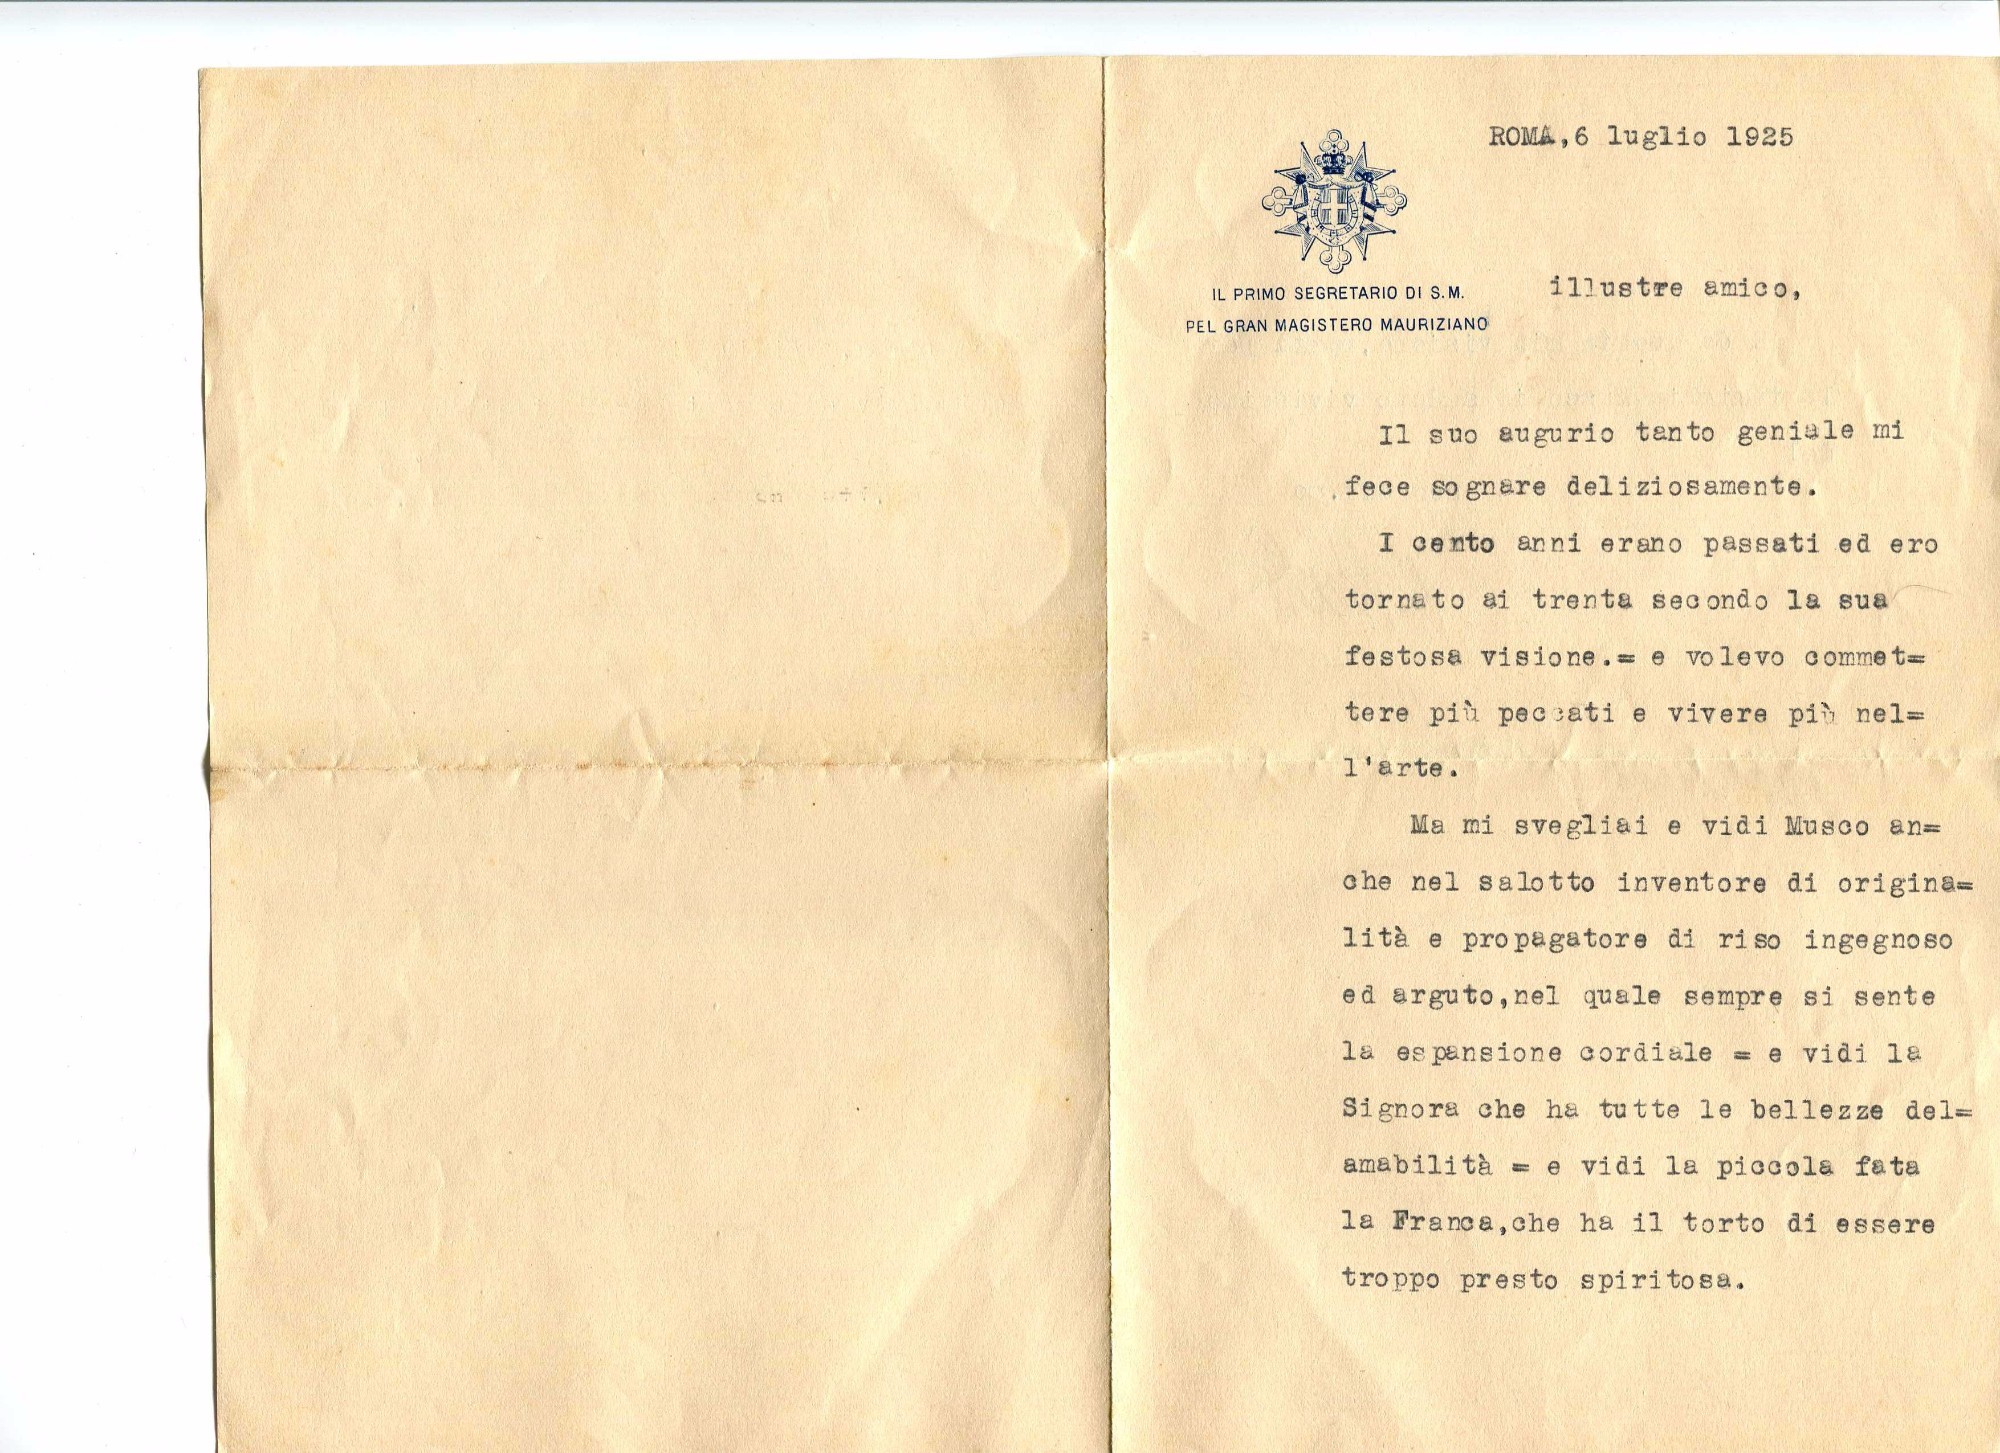 ROMA,6 luglio 1925
IL PRIMO SEGRETARIO DI S.M.
PEL GRAN MAGISTERO MAURIZIANO
illustre amico,
Il suo augurio tanto geniale mi
fece sognare deliziosamente.
I cento anni erano passati ed ero
tornato ai trenta secondo la sua
festosa visione.= e volevo commet=
tere più peccati e vivere più nel=
l'arte.
Ma mi svegliai e vidi Musco an=
che nel salotto inventore di origina=
lità e propagatore di riso ingegnoso
ed arguto,nel quale sempre si sente
la espansione cordiale = e vidi la
Signora che ha tutte le bellezze del=
amabilità = e vidi la piccola fata
la Franca,che ha il torto di essere
troppo presto spiritosa.